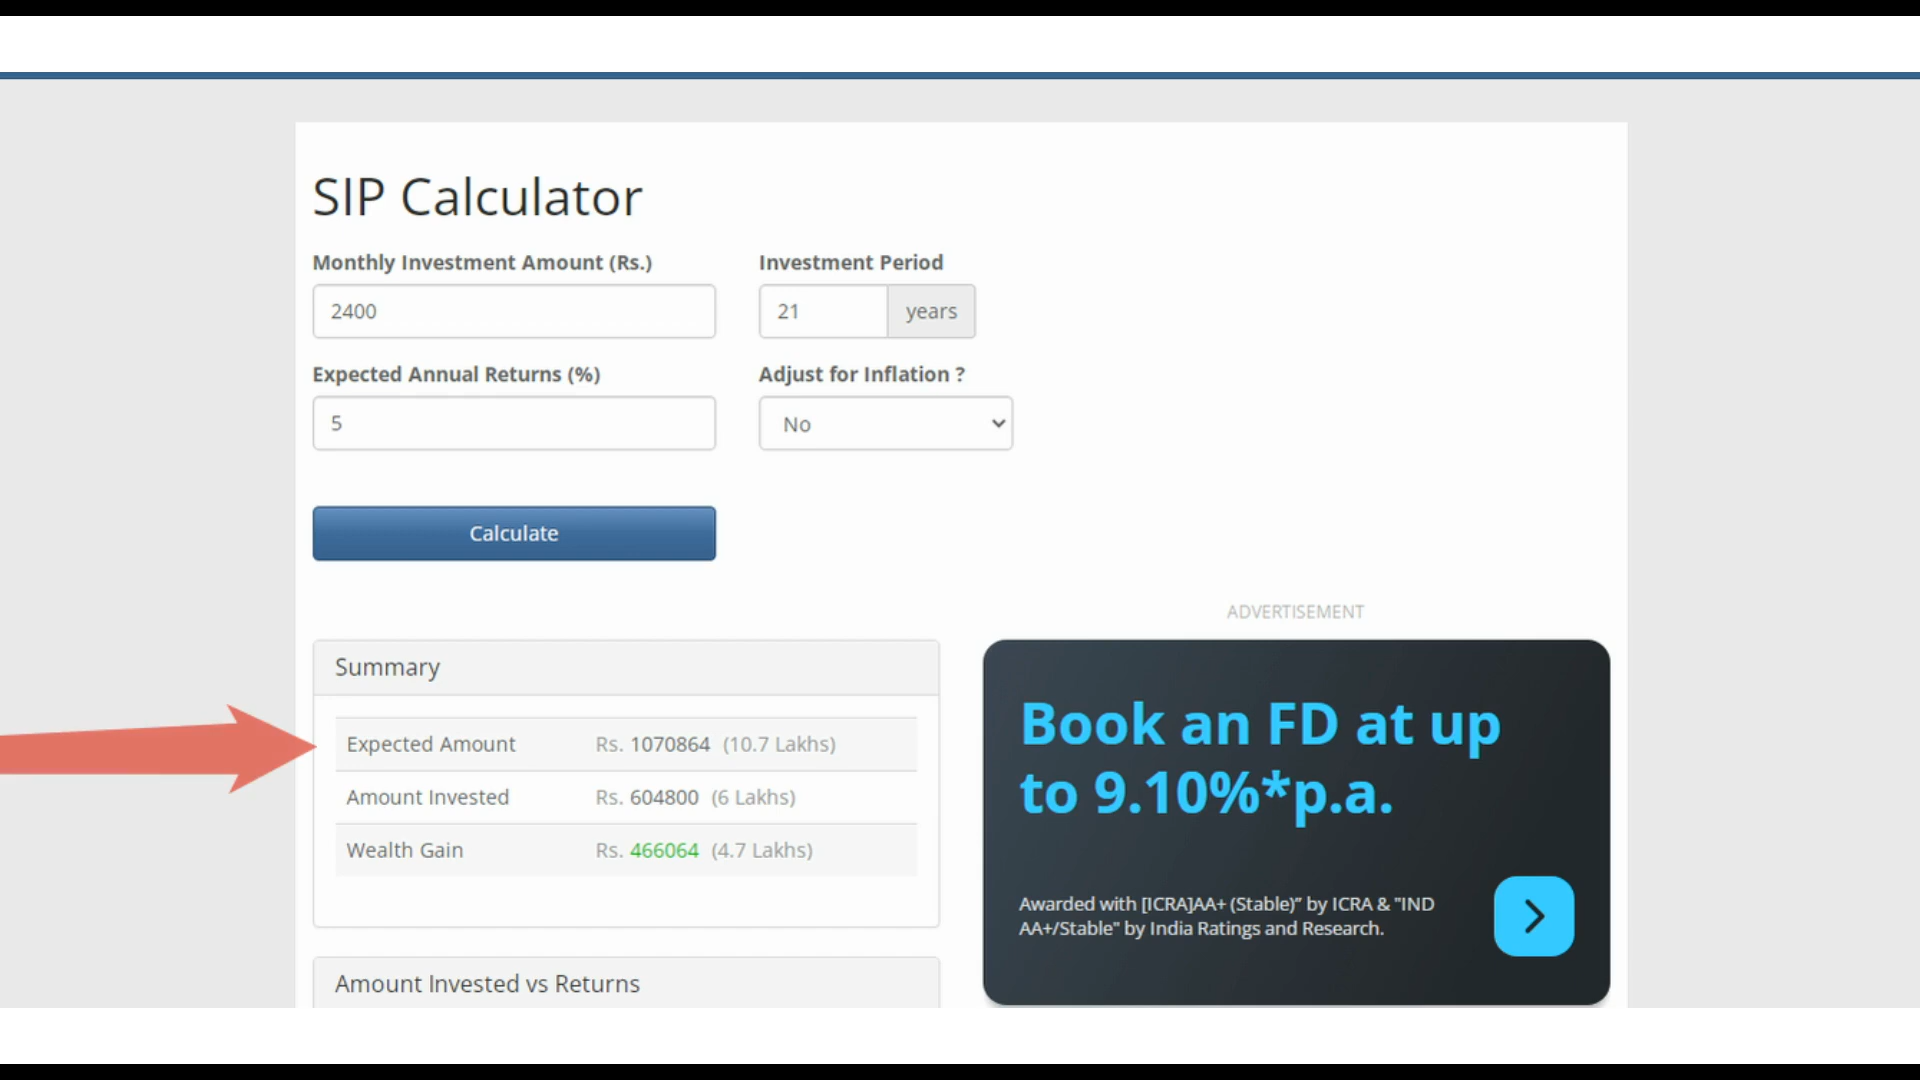 SIP Calculator
Monthly Investment Amount (Rs.)
Investment Period
2400
21 years
Expected Annual Returns (%)
Adjust for Inflation ?
5
No
Calculate
ADVERTISEMENT
Summary
Expected Amount Rs. 1070864 (10.7 Lakhs)
Amount Invested Rs. 604800 (6 Lakhs)
Wealth Gain Rs. 466064 (4.7 Lakhs)
Book an FD at up
to 9.10%*p.a.
Awarded with [ICRA]AA+ (Stable)" by ICRA & "IND
AA+/Stable" by India Ratings and Research.
Amount Invested vs Returns